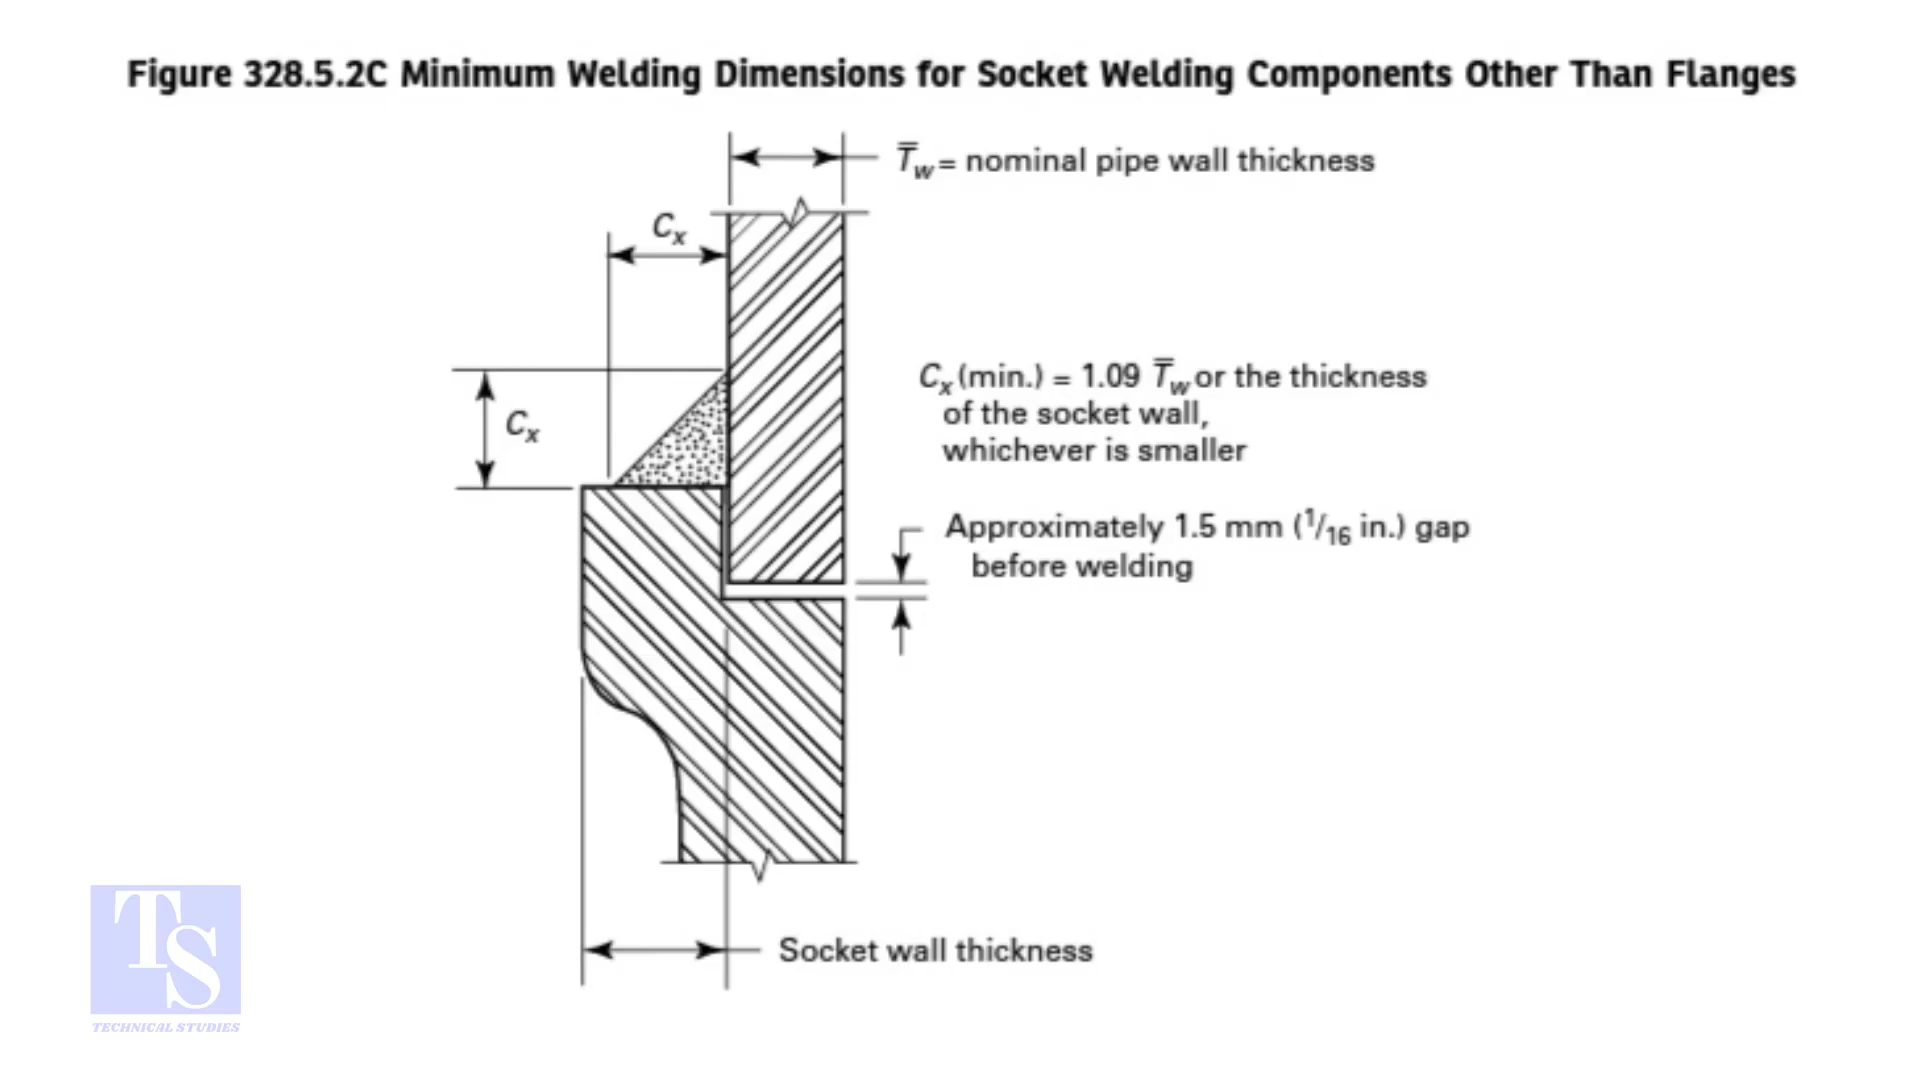 Figure 328.5.2C Minimum Welding Dimensions for Socket Welding Components Other Than Flanges
T̅w = nominal pipe wall thickness
Cx
Cx (min.) = 1.09 T̅w or the thickness
of the socket wall,
whichever is smaller
Cx
Approximately 1.5 mm (1/16 in.) gap
before welding
Socket wall thickness
TS
TECHNICAL STUDIES